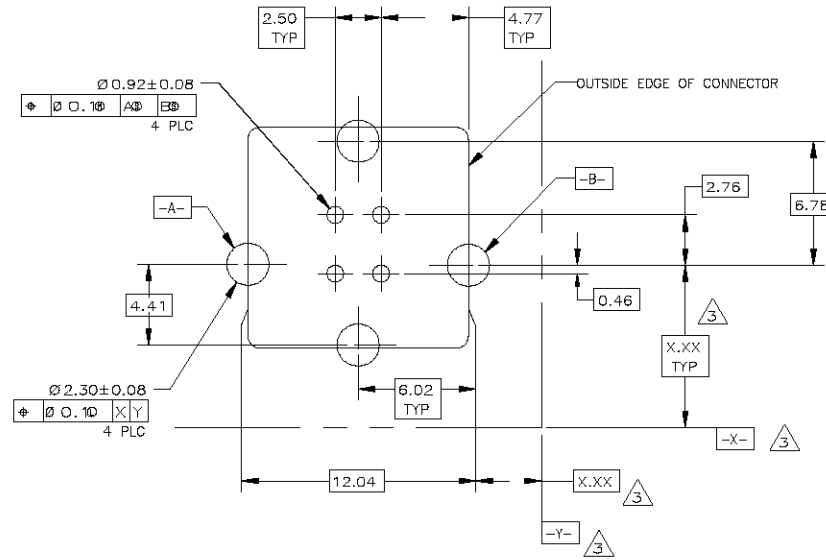 2.50
TYP
4.77
TYP
Ø0.92±0.08
⌖ Ø 0.10 A B
4 PLC
OUTSIDE EDGE OF CONNECTOR
-A-
-B-
2.76
6.78
4.41
0.46
3
X.XX
TYP
Ø2.30±0.08
⌖ Ø 0.10 X Y
4 PLC
6.02
TYP
-X-
3
12.04
X.XX
3
-Y-
3